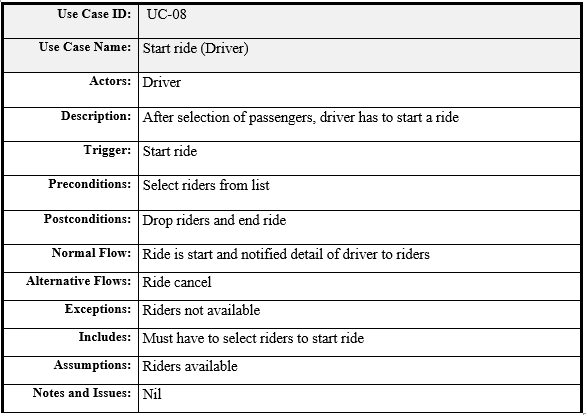 Use Case ID: UC-08
Use Case Name: Start ride (Driver)
Actors: Driver
Description: After selection of passengers, driver has to start a ride
Trigger: Start ride
Preconditions: Select riders from list
Postconditions: Drop riders and end ride
Normal Flow: Ride is start and notified detail of driver to riders
Alternative Flows: Ride cancel
Exceptions: Riders not available
Includes: Must have to select riders to start ride
Assumptions: Riders available
Notes and Issues: Nil